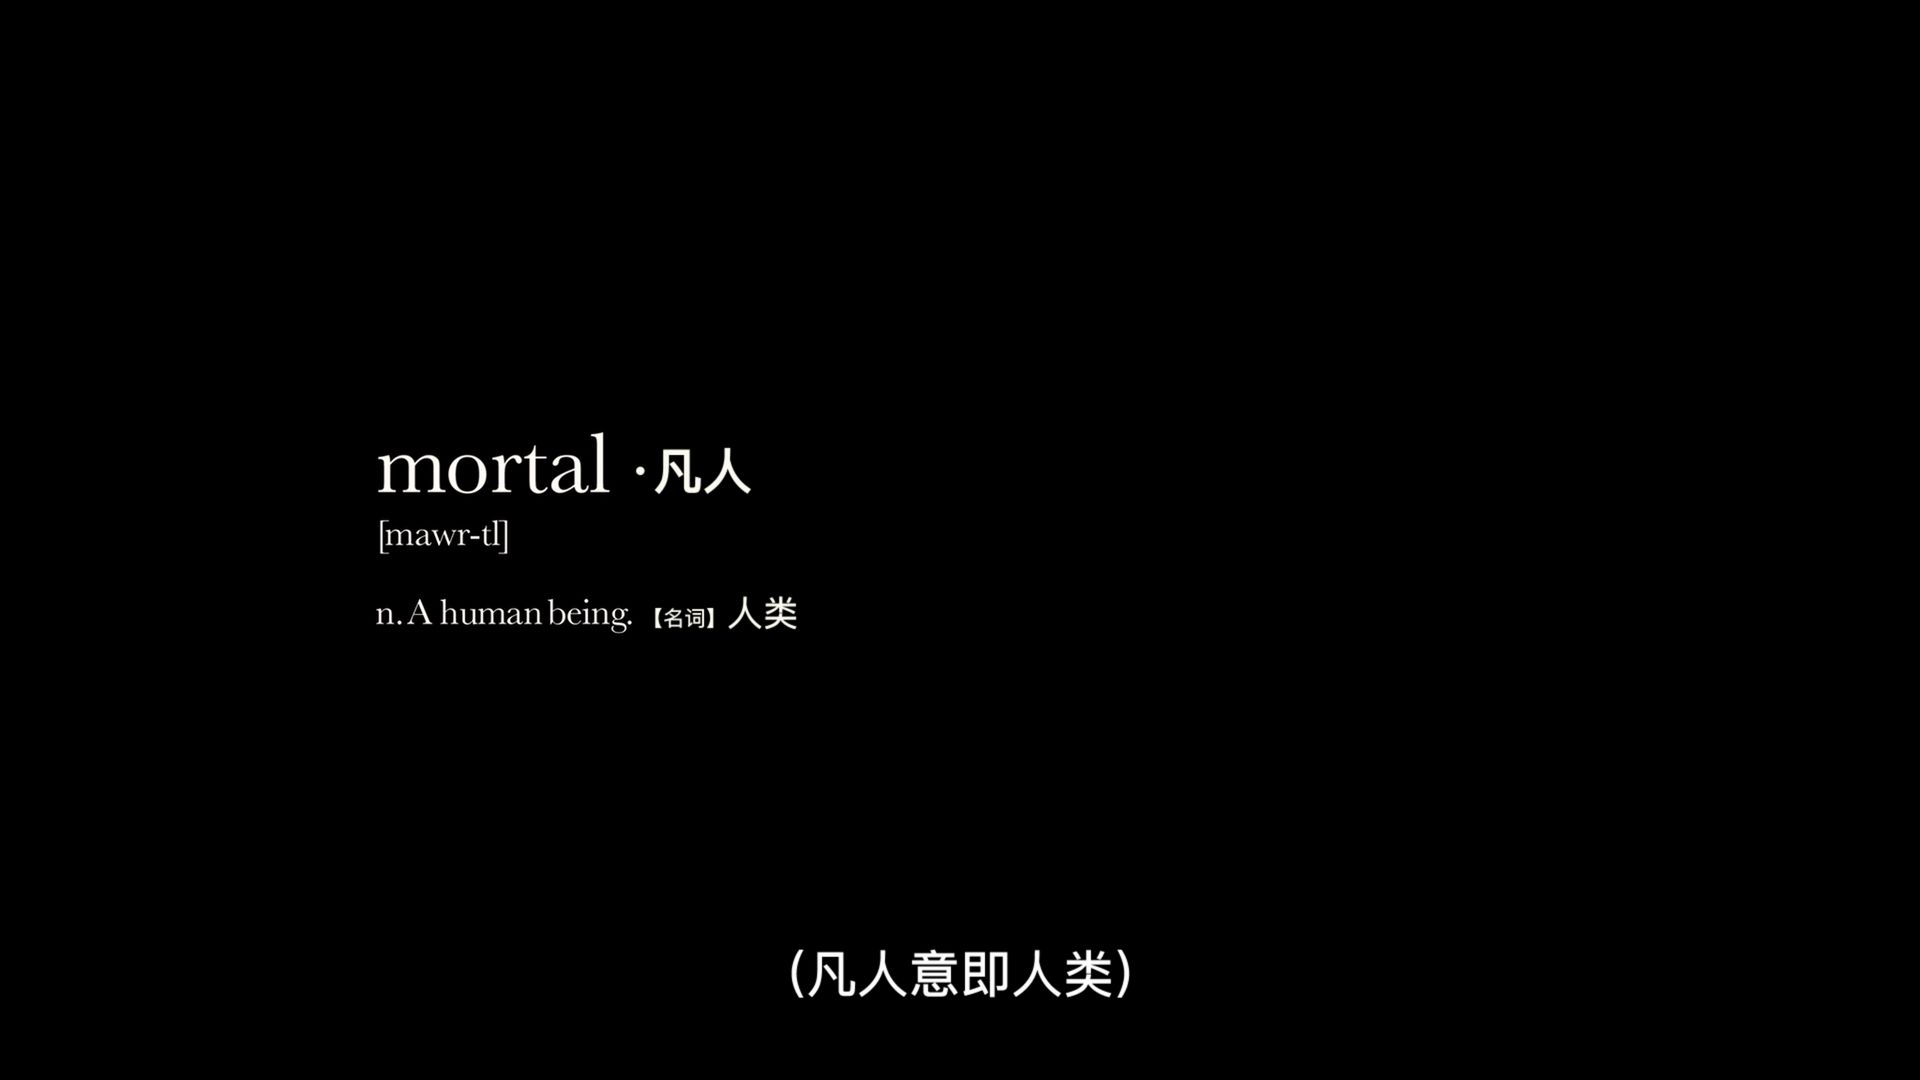 mortal ·凡人
[mawr-tl]
n. A human being. 【名词】人类
(凡人意即人类)